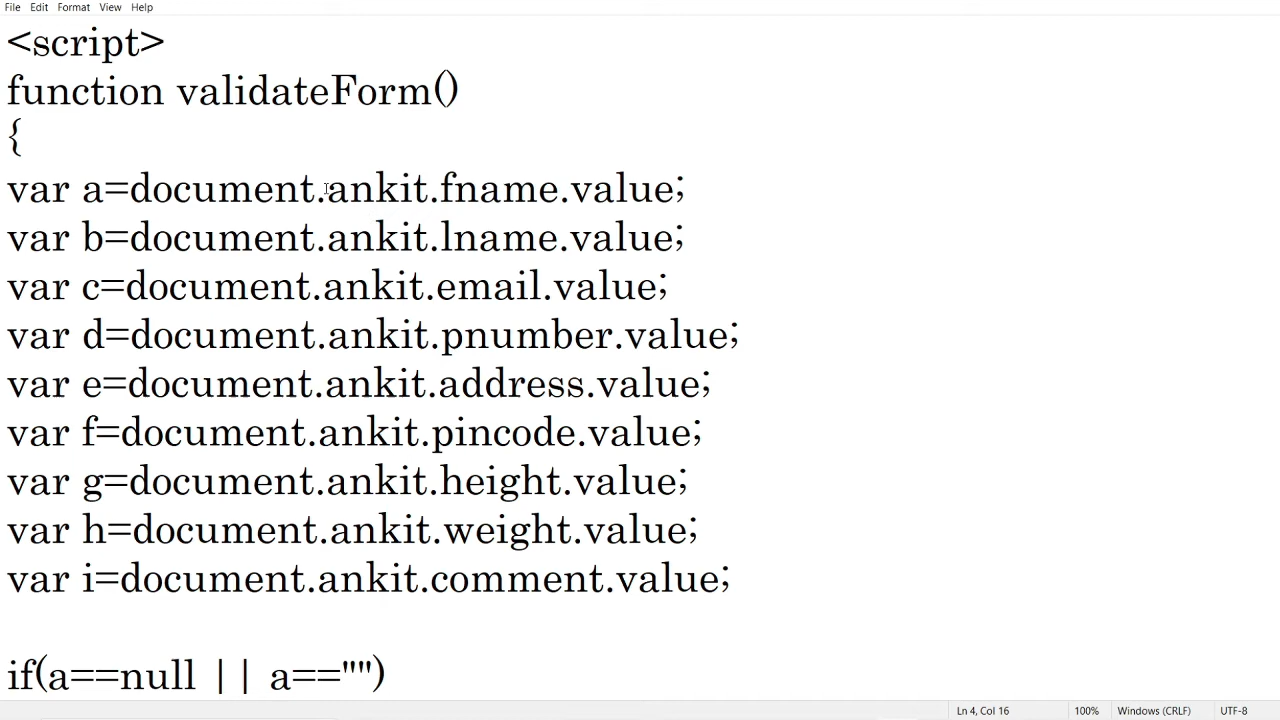 File Edit Format View Help
<script>
function validateForm()
{
var a=document.ankit.fname.value;
var b=document.ankit.lname.value;
var c=document.ankit.email.value;
var d=document.ankit.pnumber.value;
var e=document.ankit.address.value;
var f=document.ankit.pincode.value;
var g=document.ankit.height.value;
var h=document.ankit.weight.value;
var i=document.ankit.comment.value;
if(a==null || a=="")
Ln 4, Col 16 100% Windows (CRLF) UTF-8